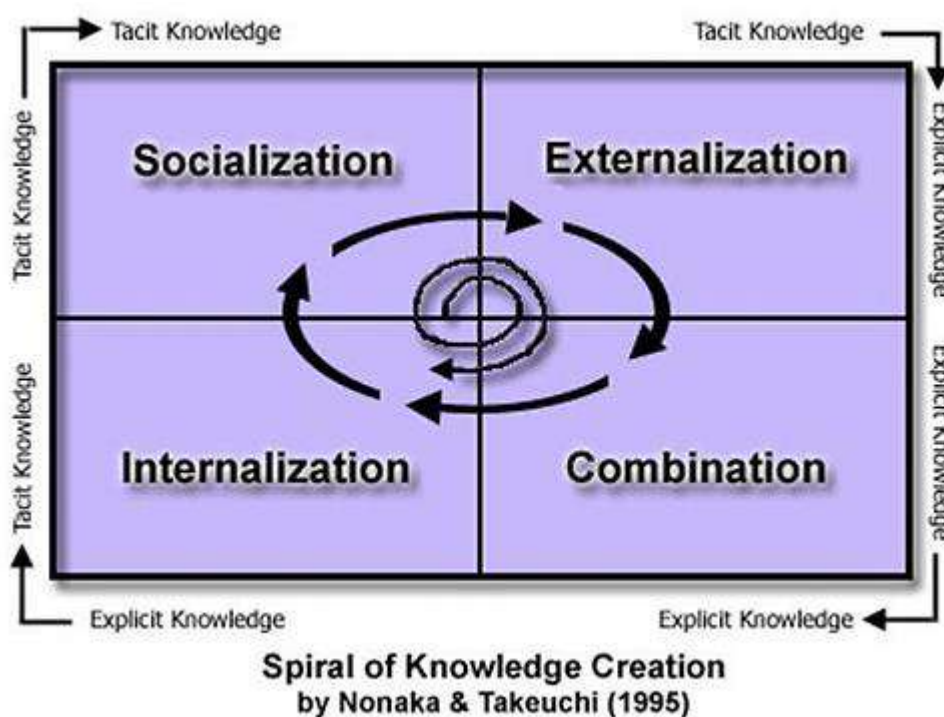 Tacit Knowledge
Tacit Knowledge
Tacit Knowledge
Explicit Knowledge
Socialization
Externalization
Tacit Knowledge
Explicit Knowledge
Internalization
Combination
Explicit Knowledge
Explicit Knowledge
Spiral of Knowledge Creation
by Nonaka & Takeuchi (1995)